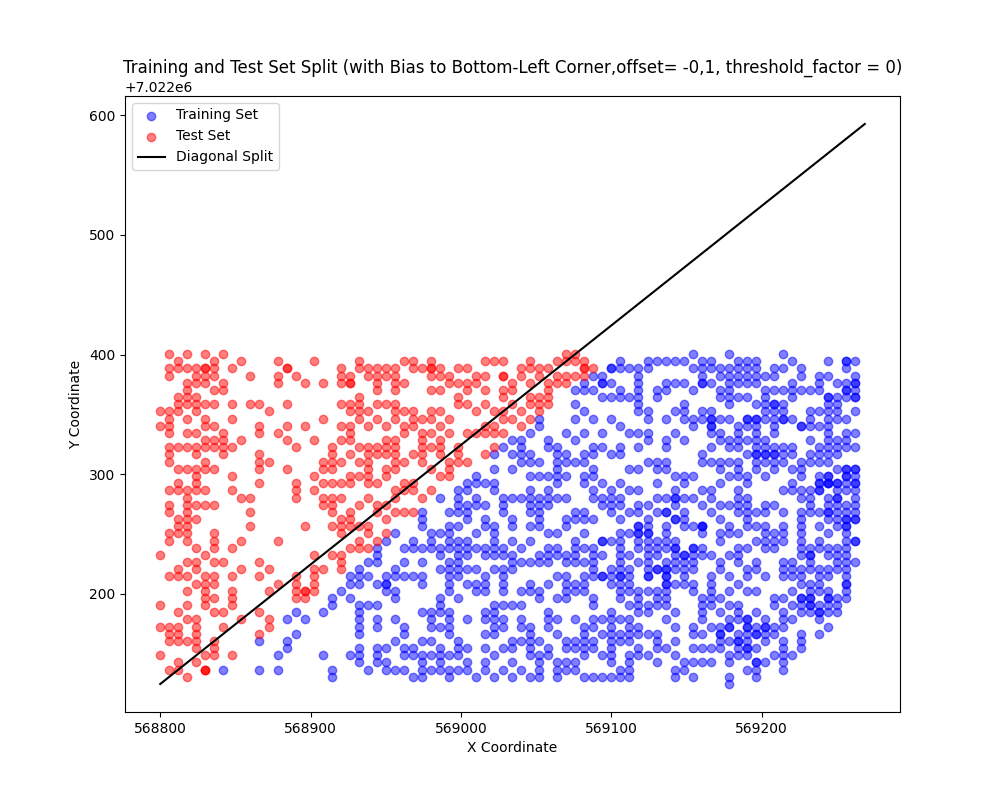 Training and Test Set Split (with Bias to Bottom-Left Corner,offset= -0,1, threshold_factor = 0)
+7.022e6
Training Set
Test Set
Diagonal Split
600
500
400
300
200
Y Coordinate
568800 568900 569000 569100 569200
X Coordinate